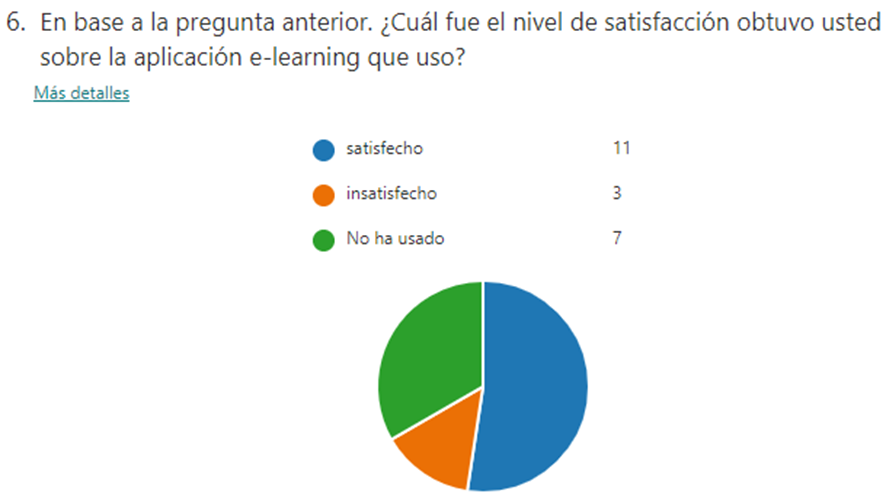 6. En base a la pregunta anterior. ¿Cuál fue el nivel de satisfacción obtuvo usted
sobre la aplicación e-learning que uso?
Más detalles
satisfecho 11
insatisfecho 3
No ha usado 7